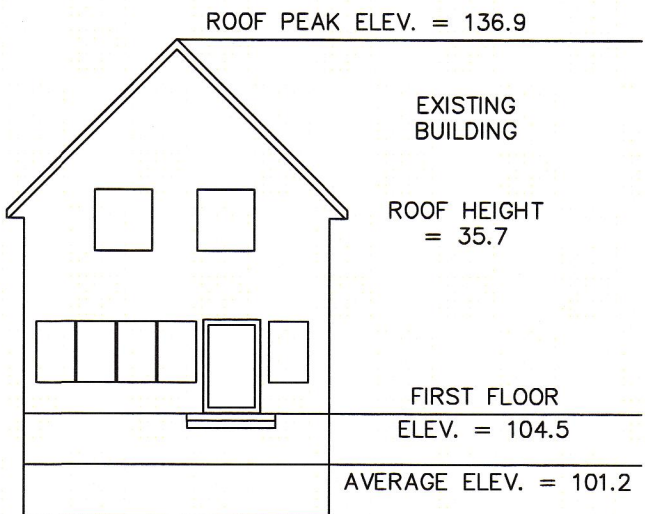 ROOF PEAK ELEV. = 136.9
EXISTING
BUILDING
ROOF HEIGHT
= 35.7
FIRST FLOOR
ELEV. = 104.5
AVERAGE ELEV. = 101.2